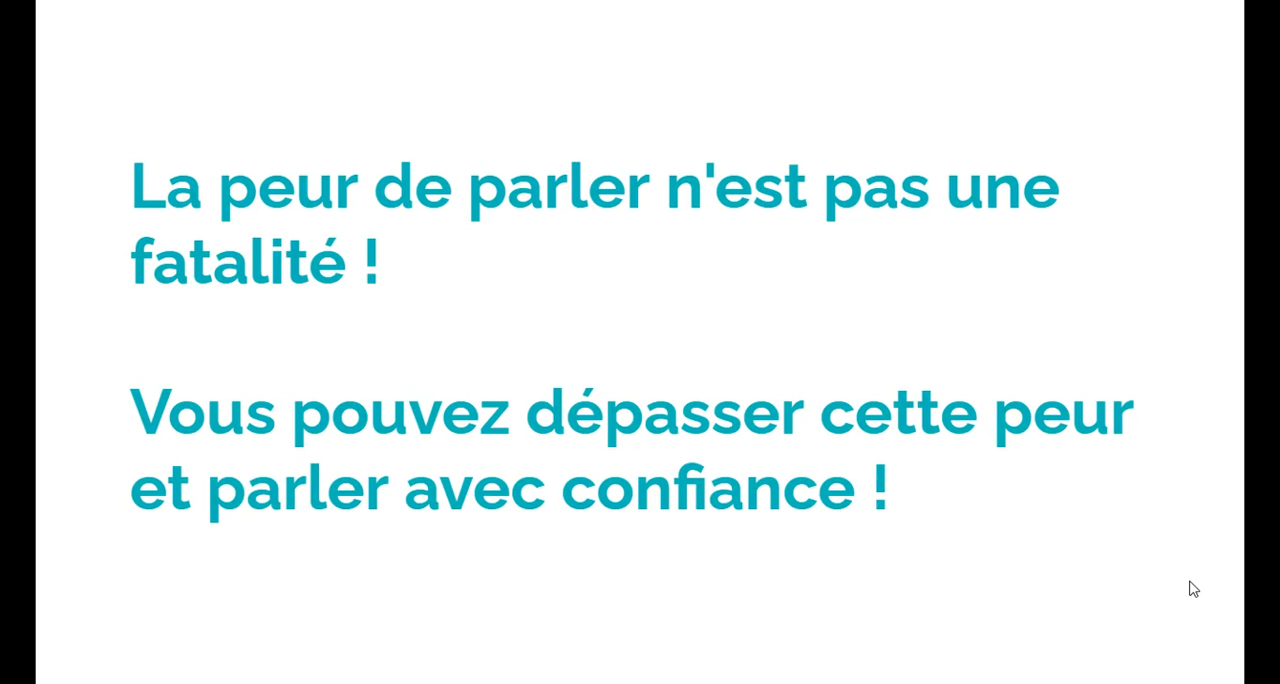 La peur de parler n'est pas une
fatalité !
Vous pouvez dépasser cette peur
et parler avec confiance !